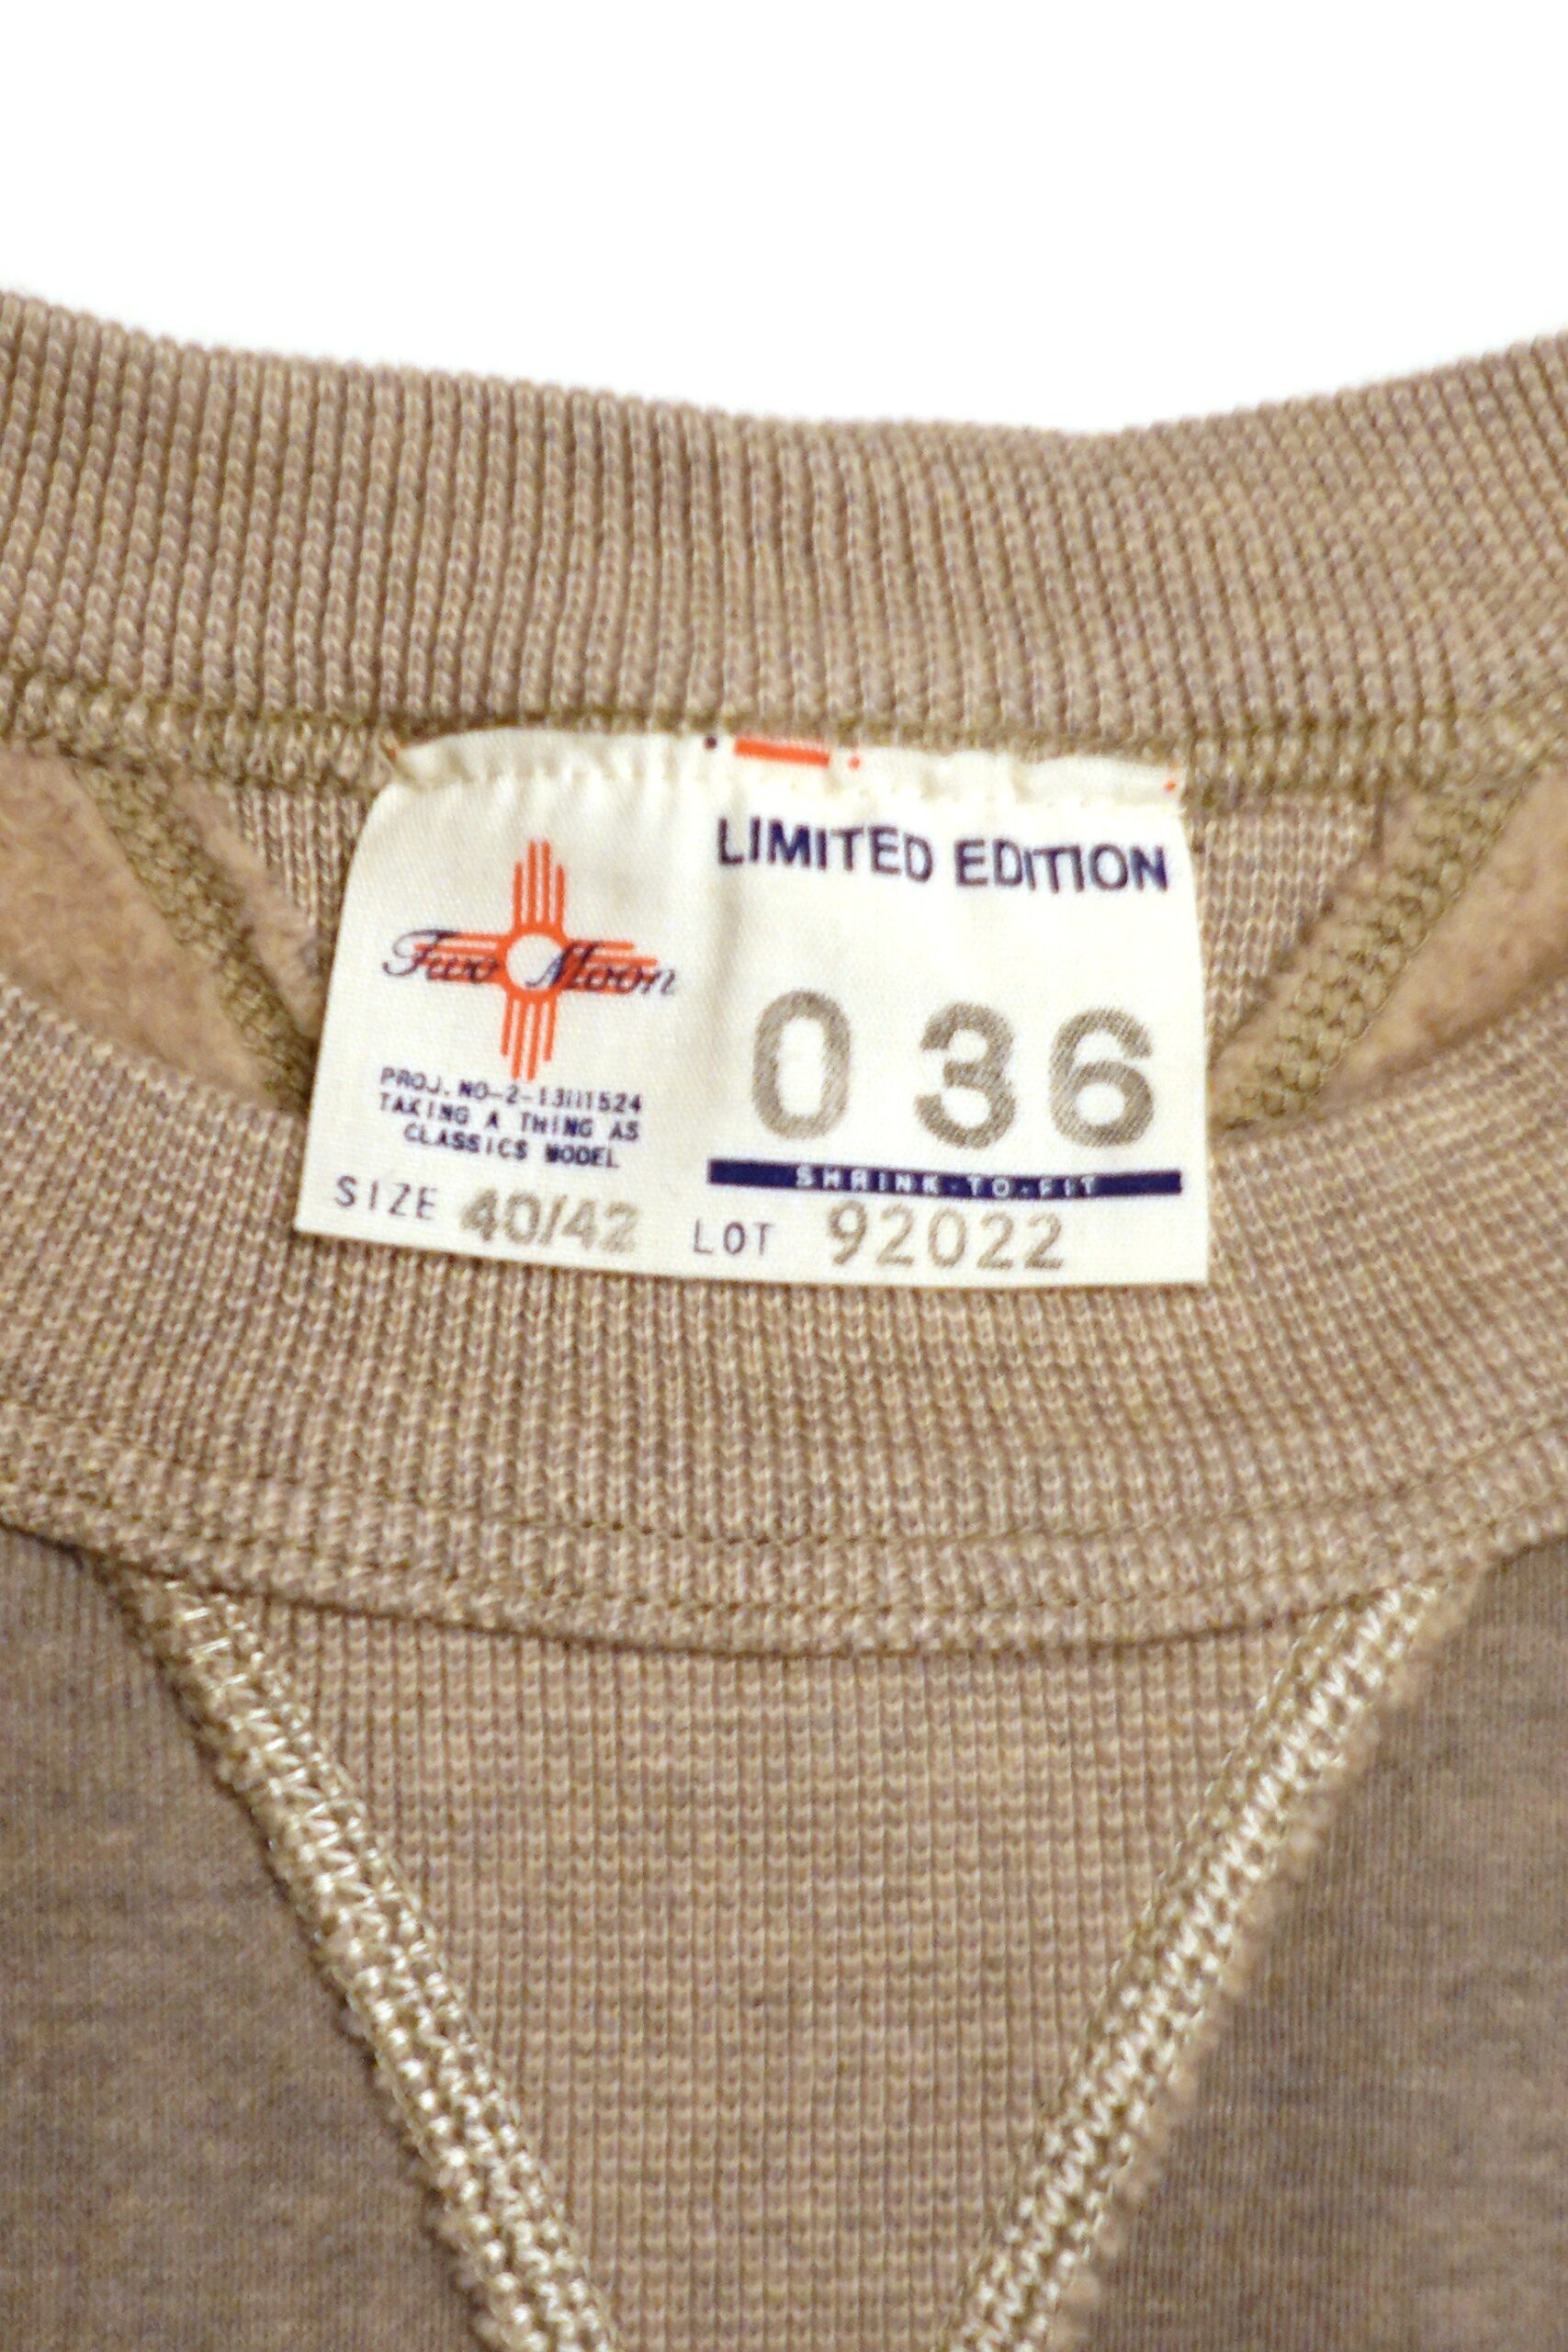 LIMITED EDITION
Two Moon
036
PROJ. NO-2-13111524
TAKING A THING AS
CLASSICS MODEL
SHRINK-TO-FIT
SIZE 40/42 LOT 92022